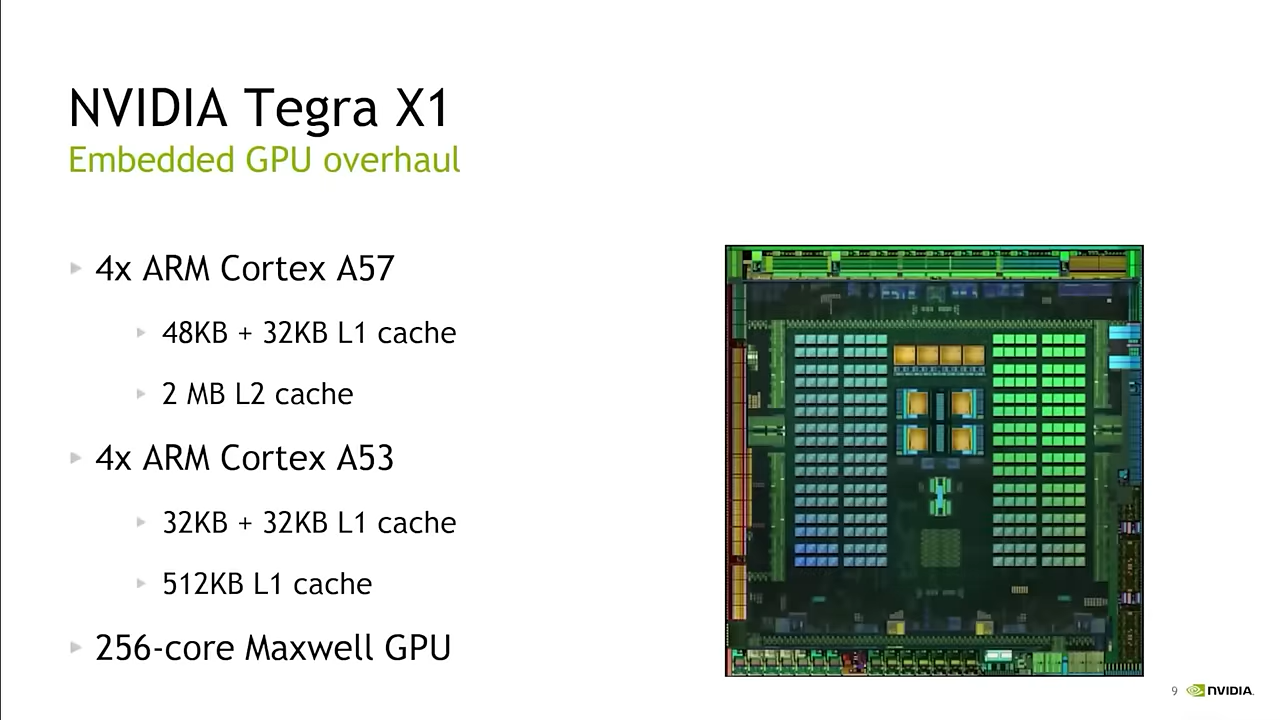 NVIDIA Tegra X1
Embedded GPU overhaul
4x ARM Cortex A57
48KB + 32KB L1 cache
2 MB L2 cache
4x ARM Cortex A53
32KB + 32KB L1 cache
512KB L1 cache
256-core Maxwell GPU
9 NVIDIA.